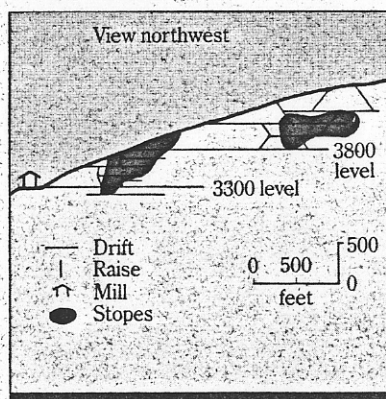 View northwest
3800
level
3300 level
Drift
Raise
Mill
Stopes
500
0 500
0
feet